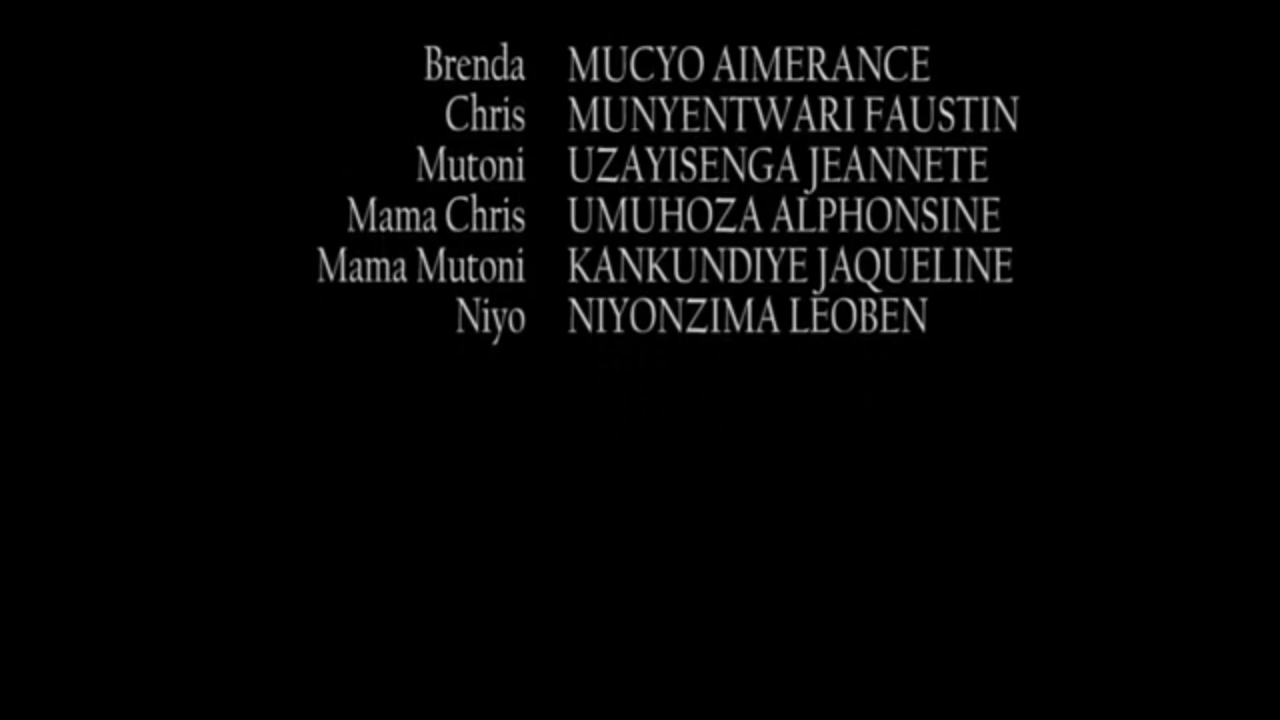 Brenda MUCYO AIMERANCE
Chris MUNYENTWARI FAUSTIN
Mutoni UZAYISENGA JEANNETE
Mama Chris UMUHOZA ALPHONSINE
Mama Mutoni KANKUNDIYE JAQUELINE
Niyo NIYONZIMA LEOBEN